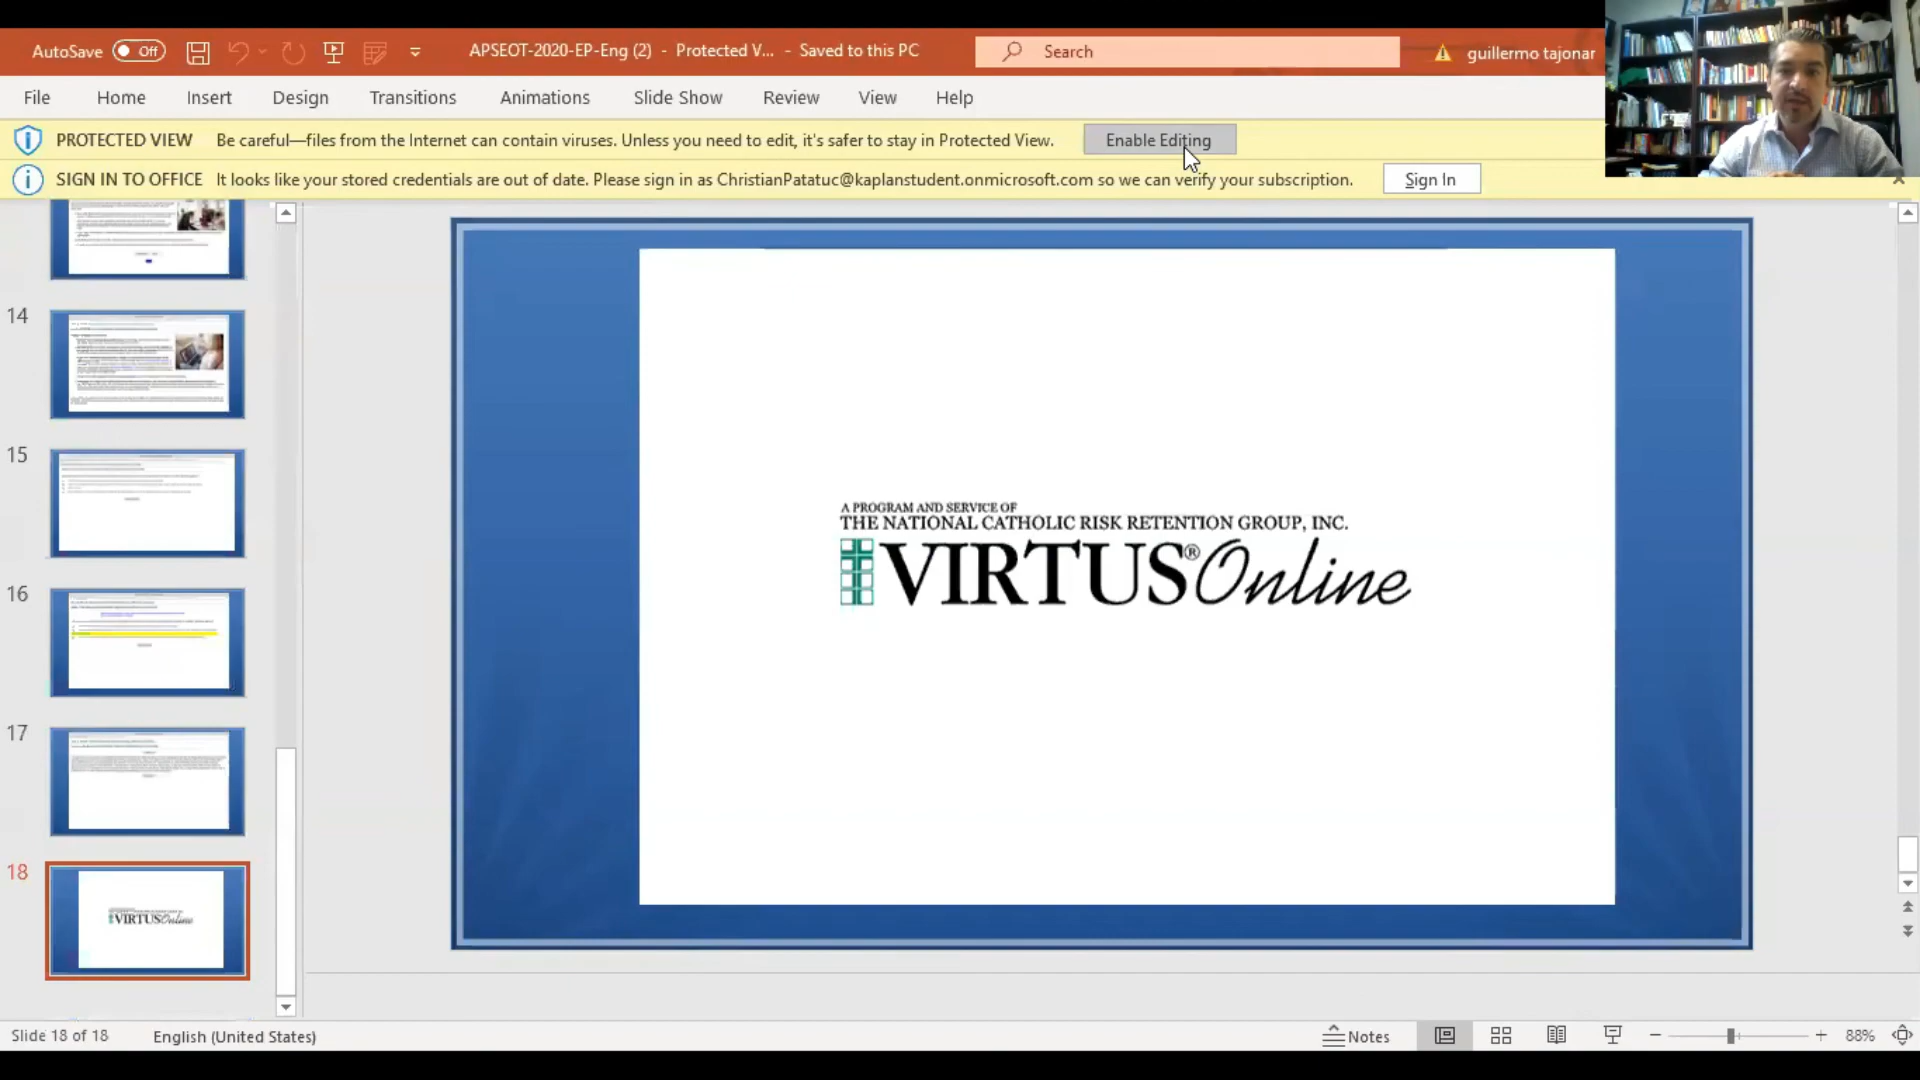 AutoSave Off APSEOT-2020-EP-Eng (2) - Protected V... - Saved to this PC Search guillermo tajonar
File Home Insert Design Transitions Animations Slide Show Review View Help
PROTECTED VIEW Be careful—files from the Internet can contain viruses. Unless you need to edit, it's safer to stay in Protected View. Enable Editing
SIGN IN TO OFFICE It looks like your stored credentials are out of date. Please sign in as ChristianPatatuc@kaplanstudent.onmicrosoft.com so we can verify your subscription. Sign In
14
15
16
17
18
VIRTUS Online
A PROGRAM AND SERVICE OF
THE NATIONAL CATHOLIC RISK RETENTION GROUP, INC.
VIRTUS® Online
Slide 18 of 18 English (United States) Notes 88%